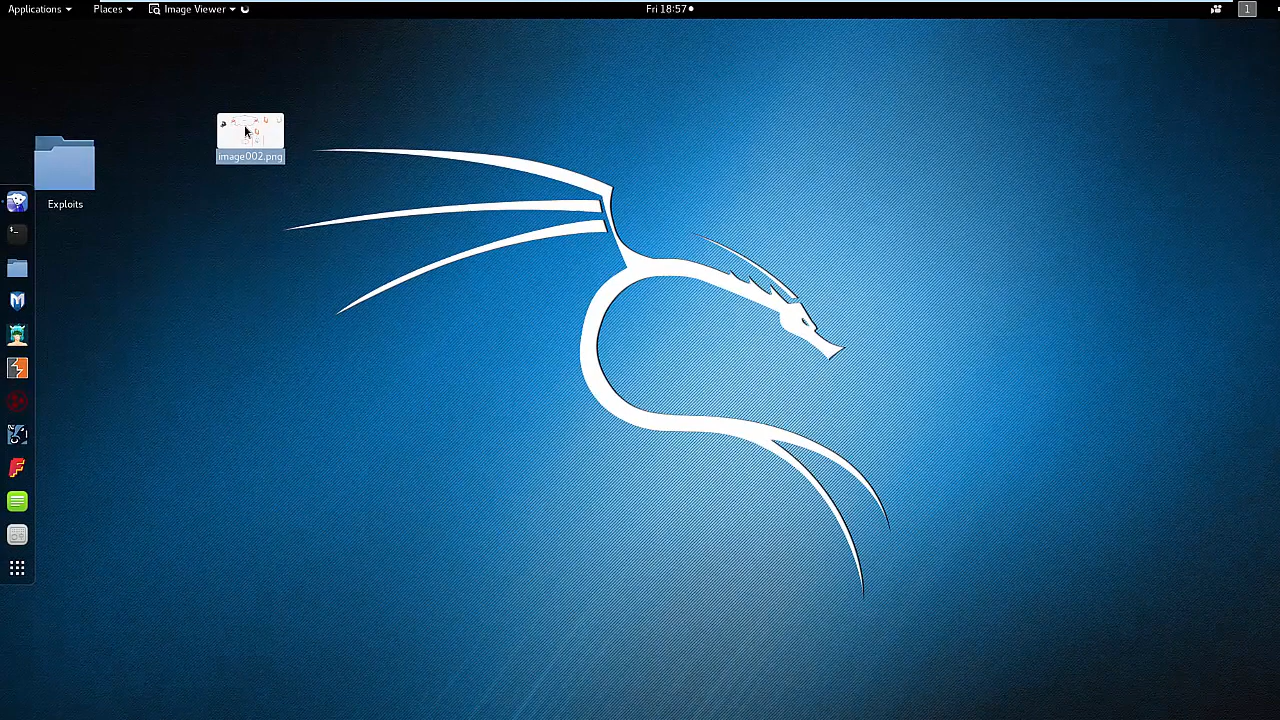 Applications Places Image Viewer Fri 18:57 1
image002.png
Exploits